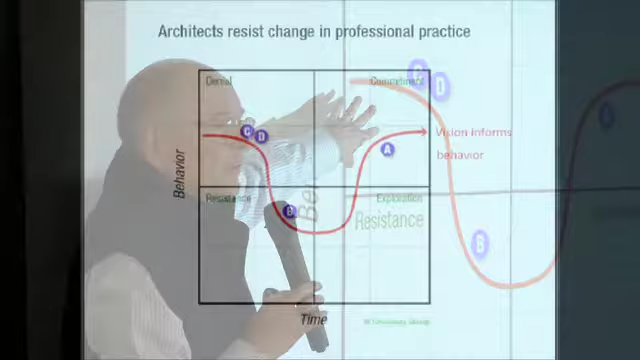 Architects resist change in professional practice
Denial
Commitment
C D
C D
A
Vision informs
behavior
Behavior
Resistance
B
Exploration
Resistance
B
Time